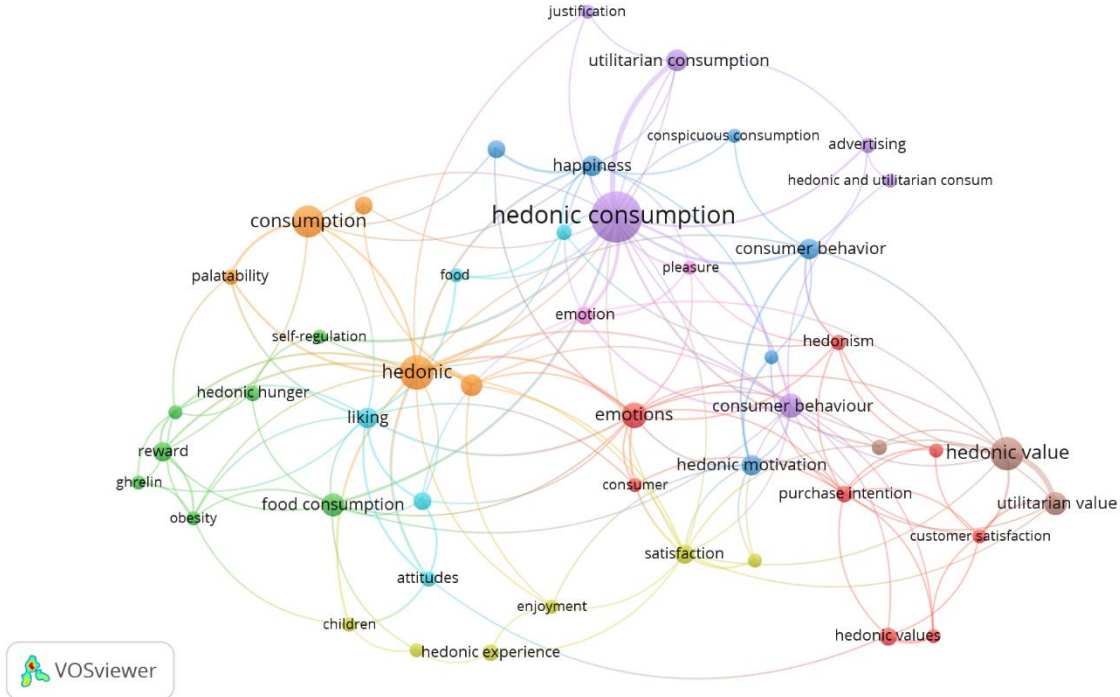 justification
utilitarian consumption
conspicuous consumption
advertising
happiness
hedonic and utilitarian consum
hedonic consumption
consumption
consumer behavior
pleasure
palatability
food
emotion
self-regulation
hedonism
hedonic
hedonic hunger
liking
emotions
consumer behaviour
reward
hedonic value
hedonic motivation
ghrelin
consumer
purchase intention
food consumption
utilitarian value
obesity
customer satisfaction
satisfaction
attitudes
enjoyment
children
hedonic values
hedonic experience
VOSviewer